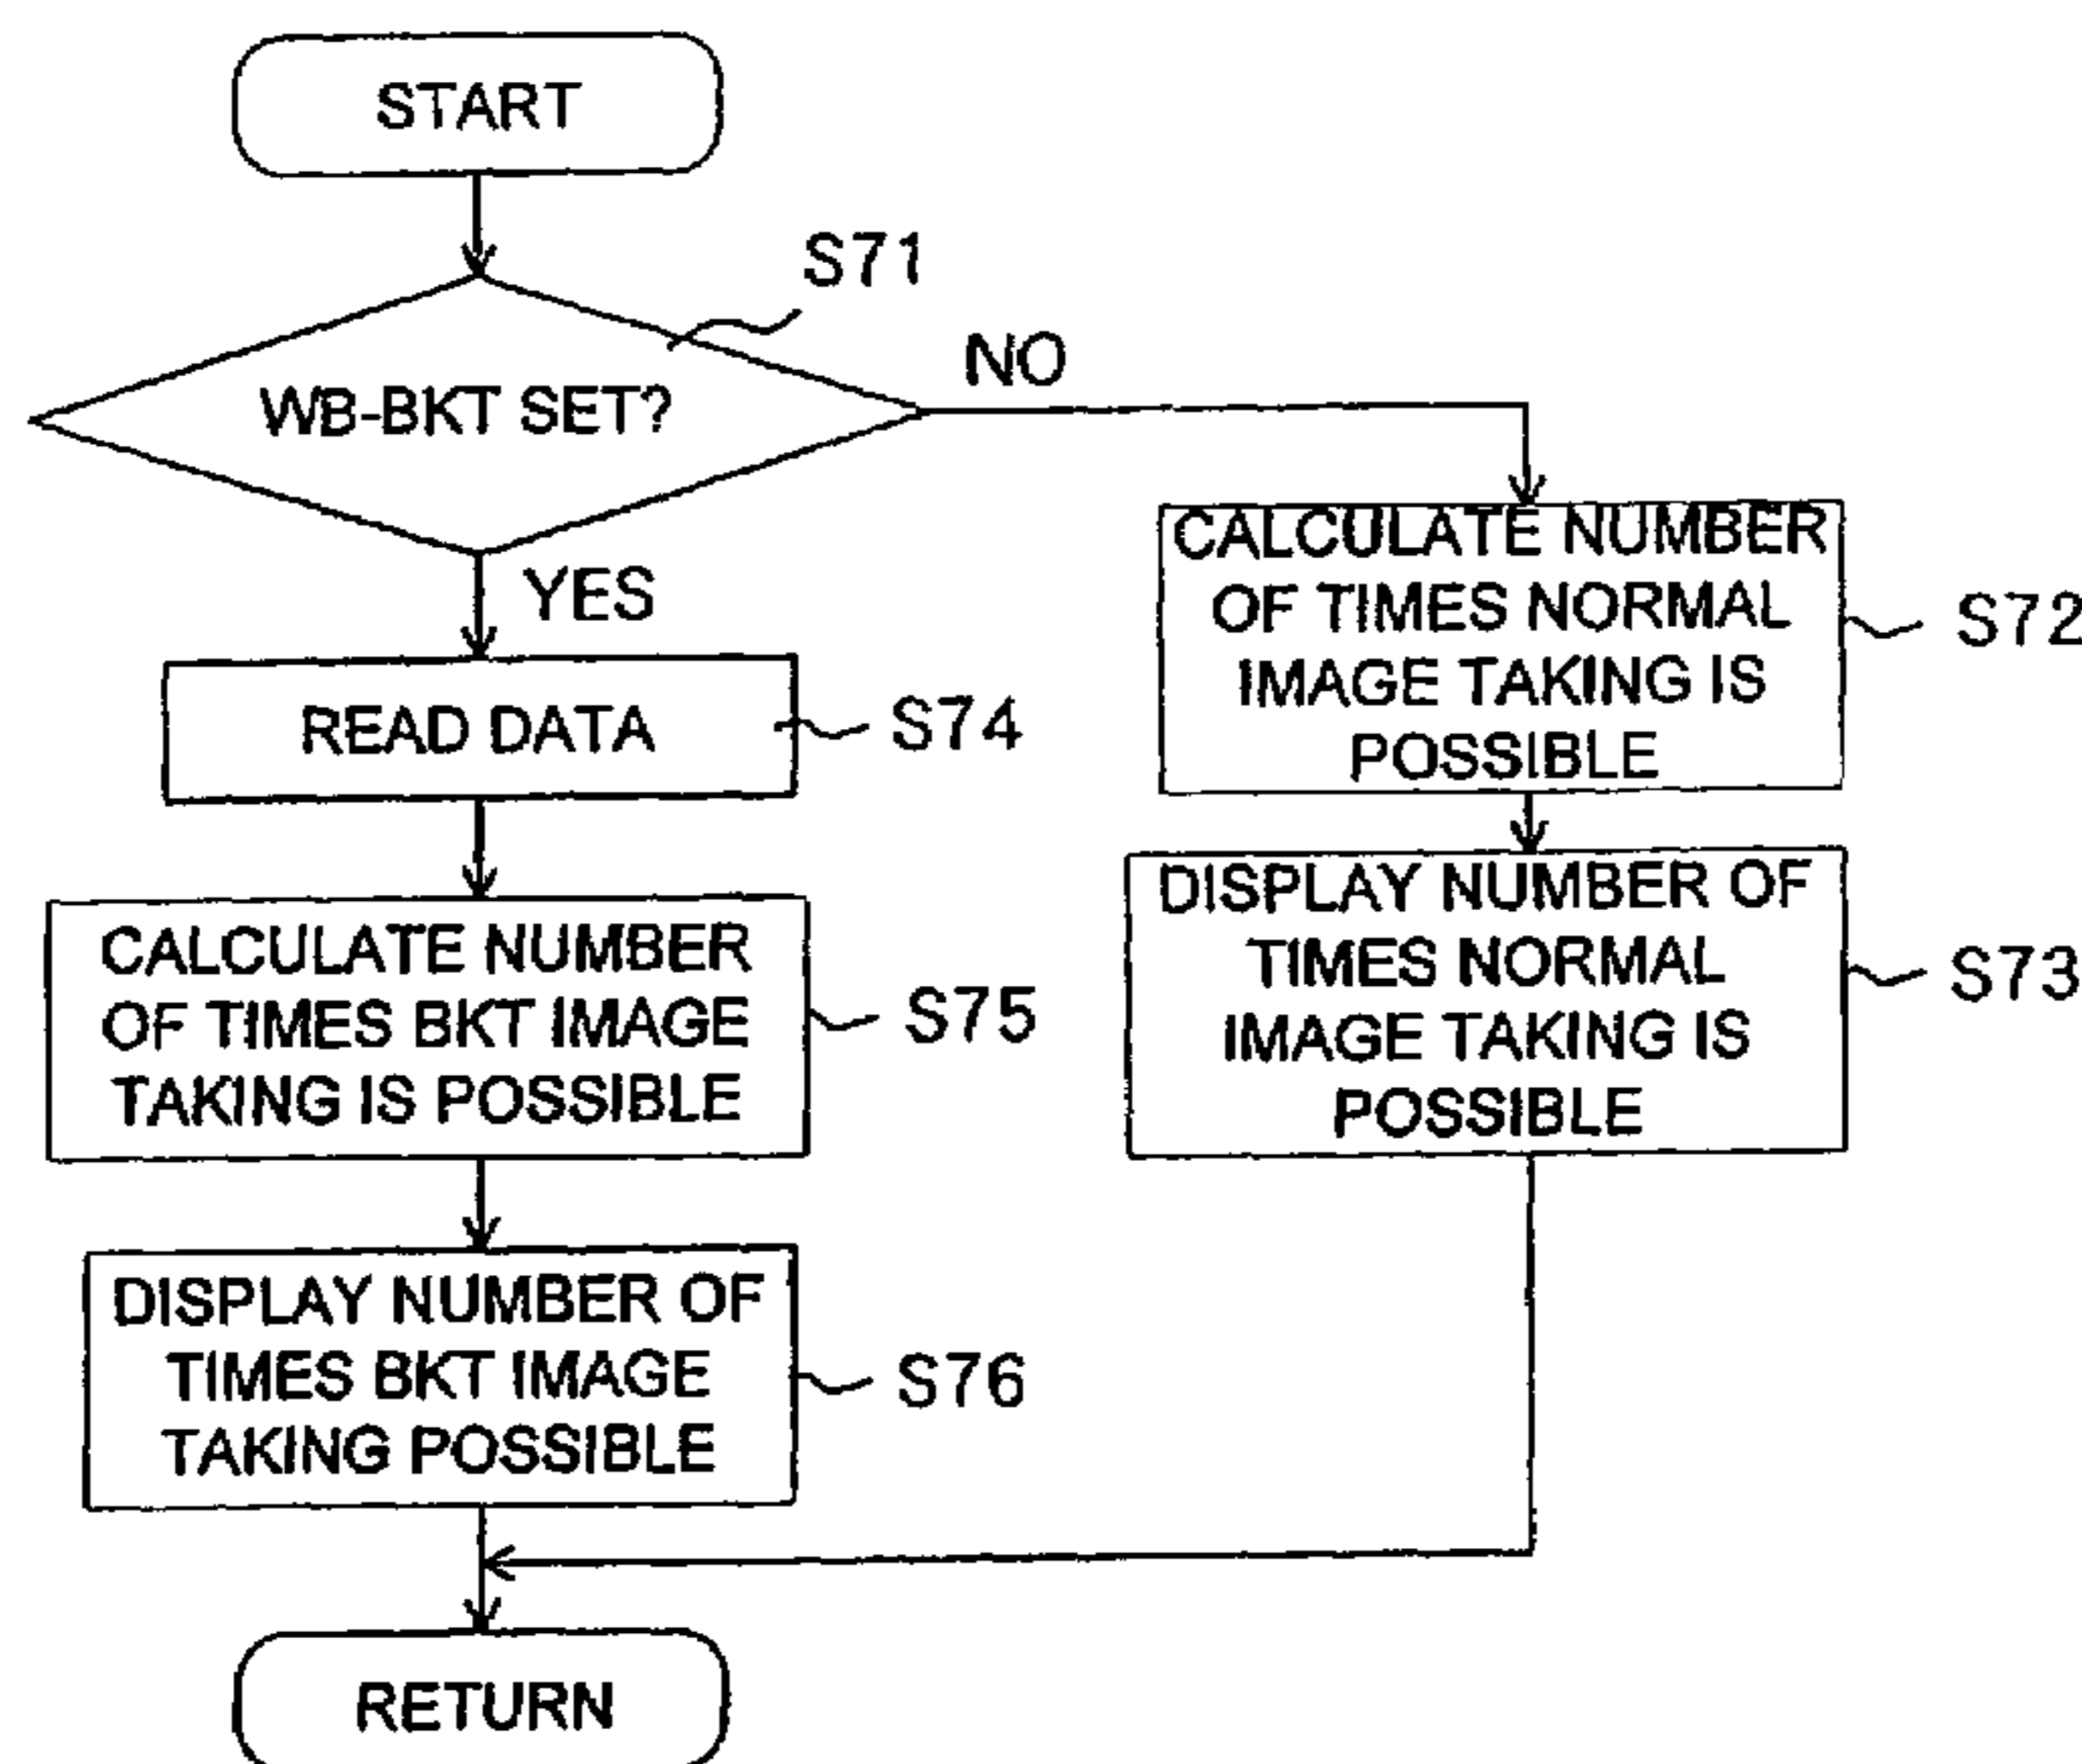 START
S71
WB-BKT SET?
NO
YES
CALCULATE NUMBER
OF TIMES NORMAL
IMAGE TAKING IS
POSSIBLE
S72
READ DATA
S74
DISPLAY NUMBER OF
TIMES NORMAL
IMAGE TAKING IS
POSSIBLE
S73
CALCULATE NUMBER
OF TIMES BKT IMAGE
TAKING IS POSSIBLE
S75
DISPLAY NUMBER OF
TIMES BKT IMAGE
TAKING POSSIBLE
S76
RETURN